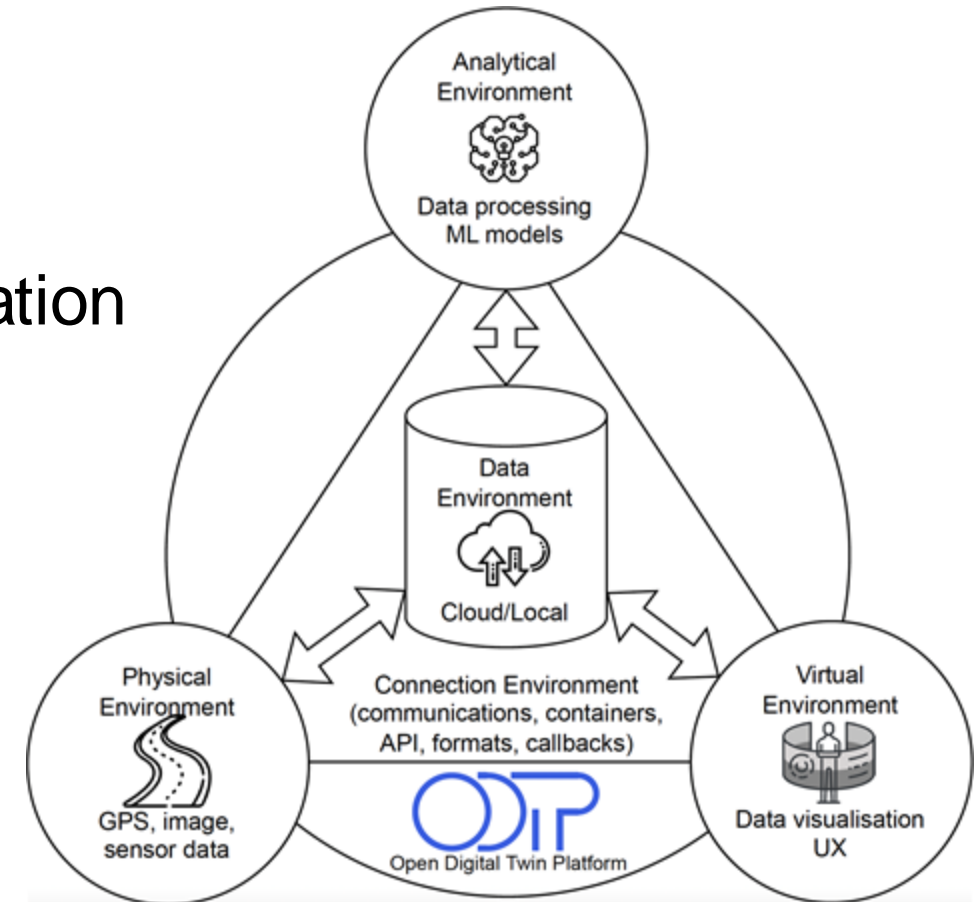 Analytical
Environment
Data processing
ML models
ation
Data
Environment
Cloud/Local
Physical
Environment
GPS, image,
sensor data
Connection Environment
(communications, containers,
API, formats, callbacks)
Virtual
Environment
Data visualisation
UX
ODTP
Open Digital Twin Platform